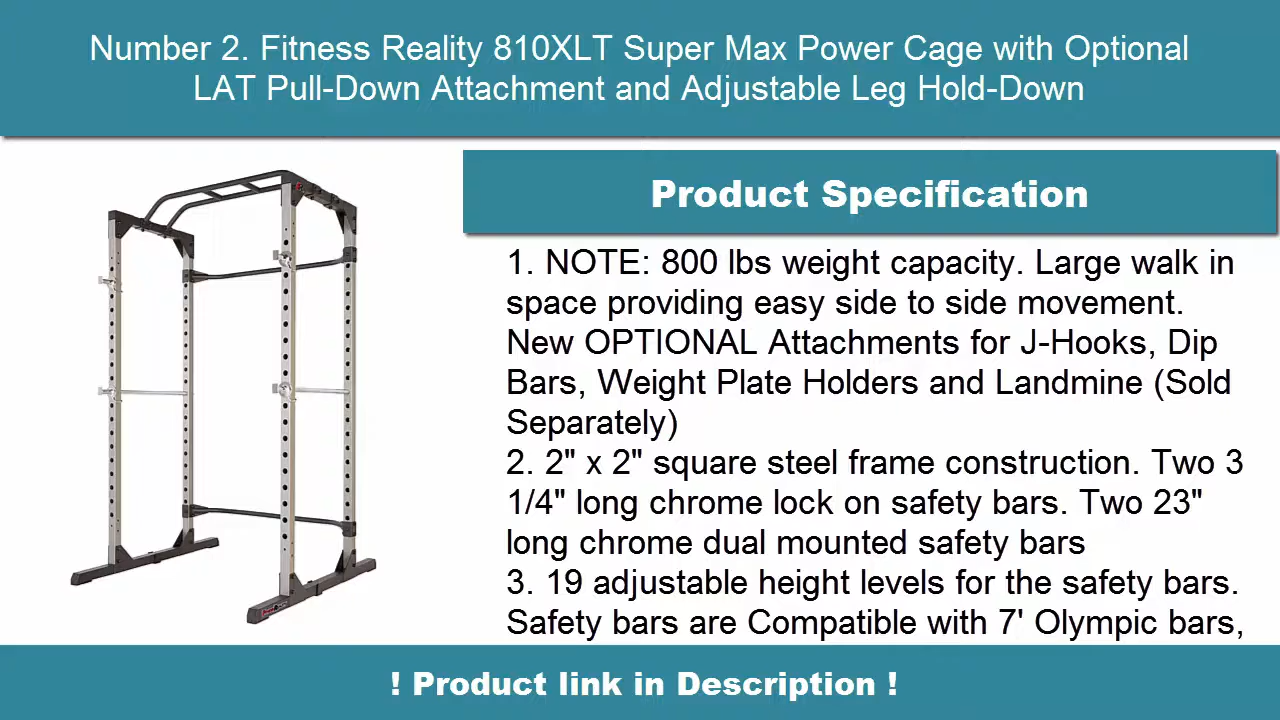 Number 2. Fitness Reality 810XLT Super Max Power Cage with Optional
LAT Pull-Down Attachment and Adjustable Leg Hold-Down
Product Specification
1. NOTE: 800 lbs weight capacity. Large walk in
space providing easy side to side movement.
New OPTIONAL Attachments for J-Hooks, Dip
Bars, Weight Plate Holders and Landmine (Sold
Separately)
2. 2" x 2" square steel frame construction. Two 3
1/4" long chrome lock on safety bars. Two 23"
long chrome dual mounted safety bars
3. 19 adjustable height levels for the safety bars.
Safety bars are Compatible with 7' Olympic bars,
! Product link in Description !